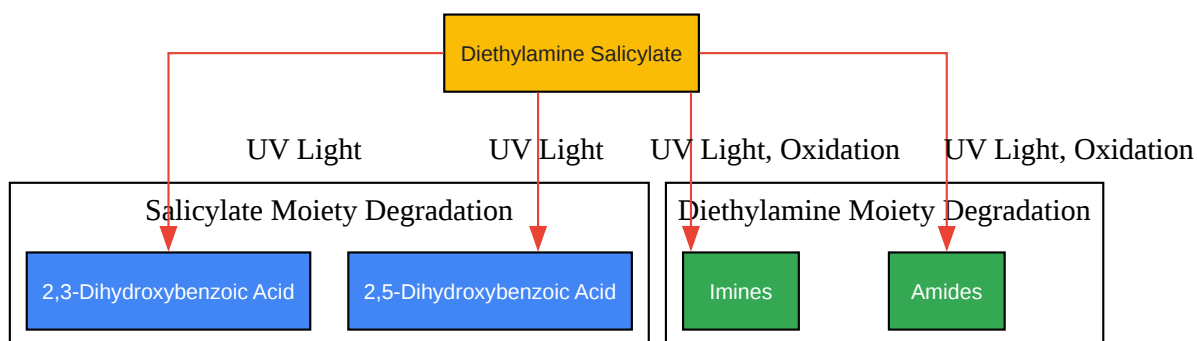 Diethylamine Salicylate
UV Light
UV Light
UV Light, Oxidation
UV Light, Oxidation
Salicylate Moiety Degradation
Diethylamine Moiety Degradation
2,3-Dihydroxybenzoic Acid
2,5-Dihydroxybenzoic Acid
Imines
Amides